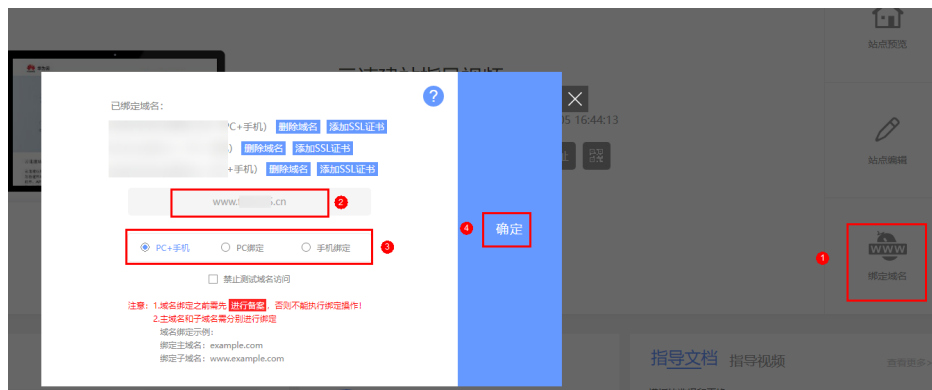 站点预览
已绑定域名：
?
PC+手机） 删除域名 添加SSL证书
） 删除域名 添加SSL证书
+手机） 删除域名 添加SSL证书
05 16:44:13
站点编辑
www. .cn
2
4
确定
PC+手机
PC绑定
手机绑定
3
1
WWW
绑定域名
禁止测试域名访问
注意：1.域名绑定之前需先 进行备案，否则不能执行绑定操作！
2.主域名和子域名需分别进行绑定
域名绑定示例：
绑定主域名：example.com
绑定子域名：www.example.com
指导文档 指导视频
查看更多